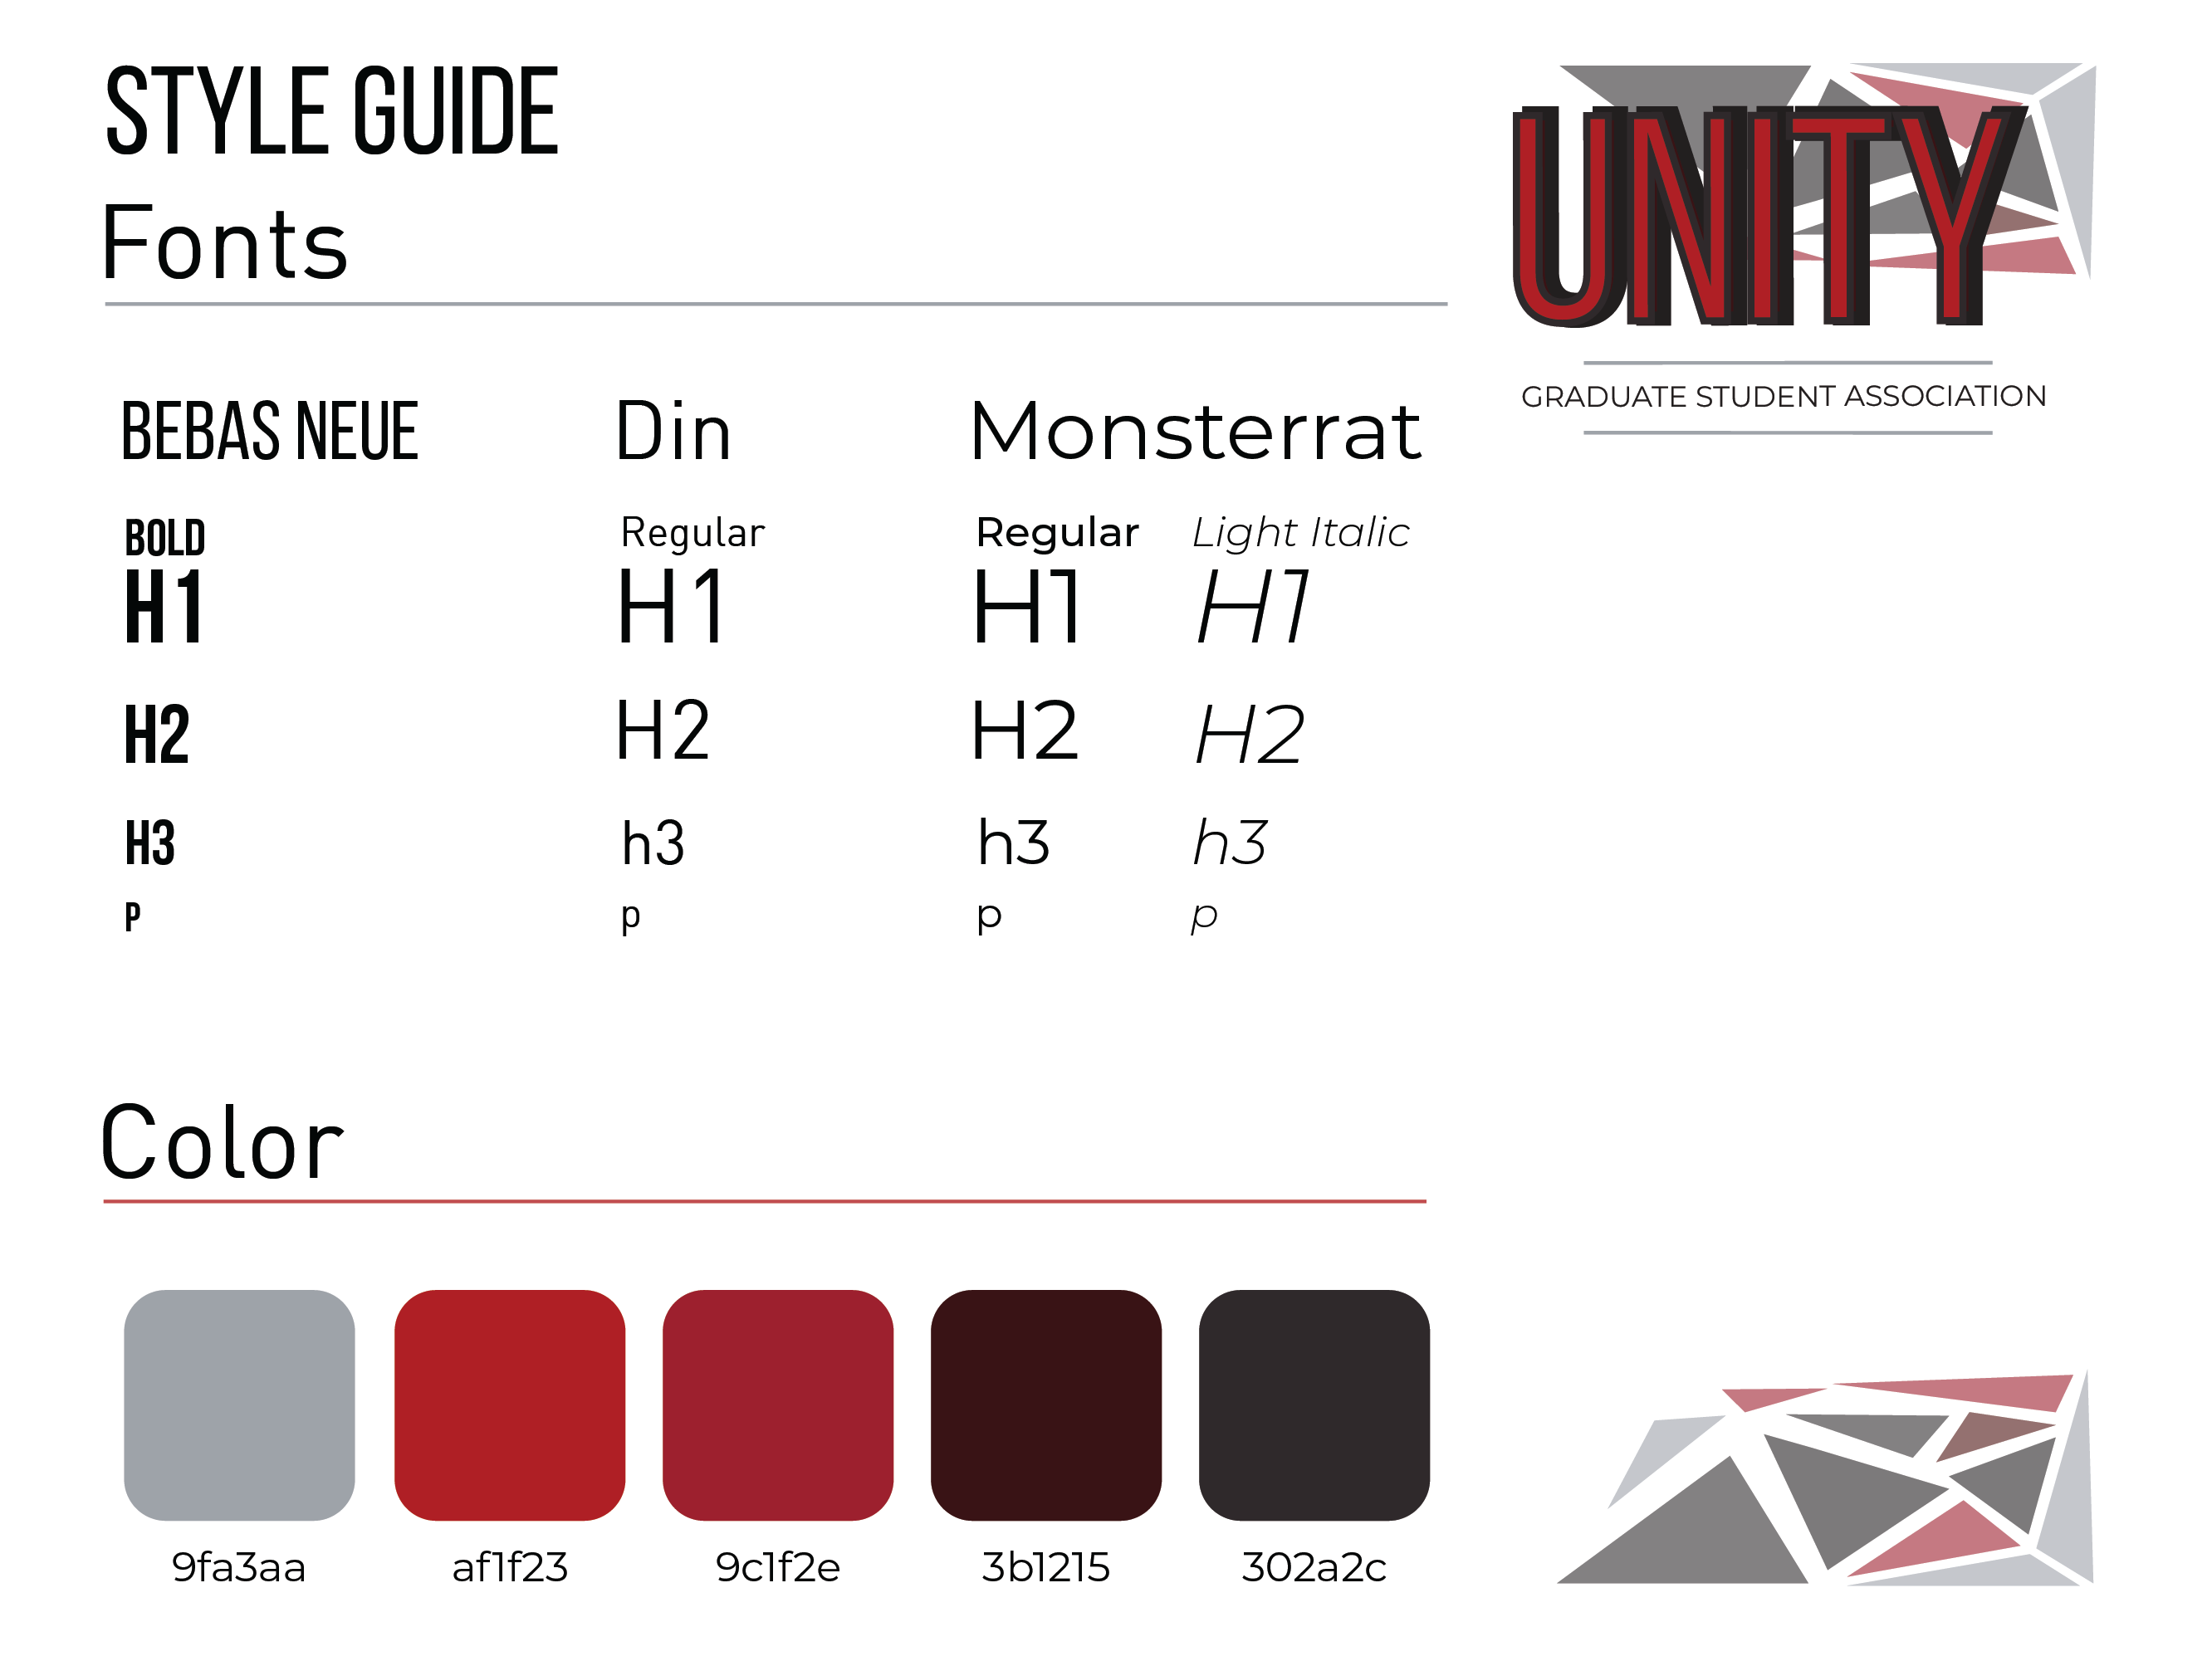 STYLE GUIDE
Fonts
UNITY
GRADUATE STUDENT ASSOCIATION
BEBAS NEUE Din Monsterrat
BOLD Regular Regular Light Italic
H1 H1 H1 H1
H2 H2 H2 H2
H3 h3 h3 h3
P p p p
Color
9fa3aa af1f23 9c1f2e 3b1215 302a2c